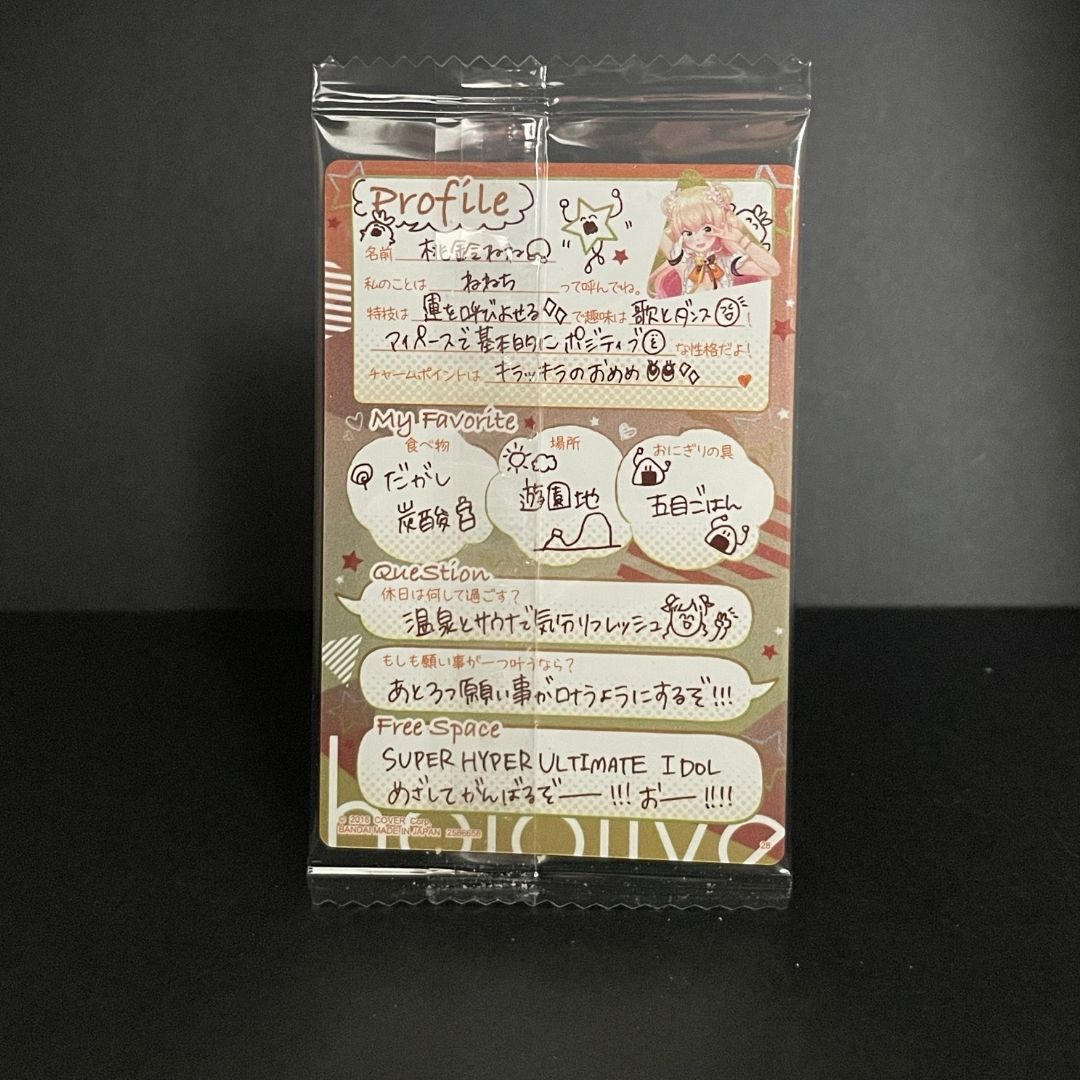 Profile
名前 桃鈴ねね
私のことは ねねち って呼んでね。
特技は 運を呼びよせる で趣味は 歌とダンス !
マイペースで基本的にポジティブ な性格だよ!
チャームポイントは キラッキラのおめめ
My Favorite
食べ物
だがし
炭酸
場所
遊園地
おにぎりの具
五目ごはん
Question
休日は何して過ごす?
温泉とサウナで気分リフレッシュ
もしも願い事が一つ叶うなら?
あと3つ願い事が叶うようにするぞ!!!
Free Space
SUPER HYPER ULTIMATE IDOL
めざしてがんばるぞー!!! おー!!!!
© 2016 COVER Corp.
BANDAI MADE IN JAPAN 2586656
28
hololive